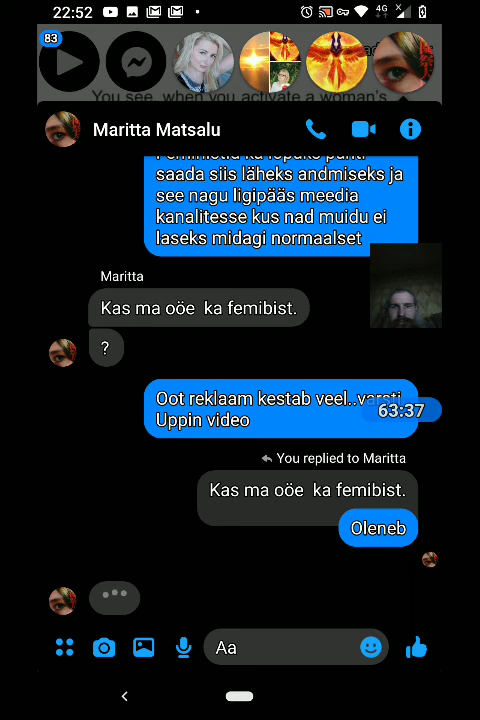 22:52
4G
83
You see, when you activate a woman's
Maritta Matsalu
Feministid ka lõpuks panti
saada siis läheks andmiseks ja
see nagu ligipääs meedia
kanalitesse kus nad muidu ei
laseks midagi normaalset
Maritta
Kas ma oöe ka femibist.
?
Oot reklaam kestab veel..varsti
Uppin video
63:37
You replied to Maritta
Kas ma oöe ka femibist.
Oleneb
Aa